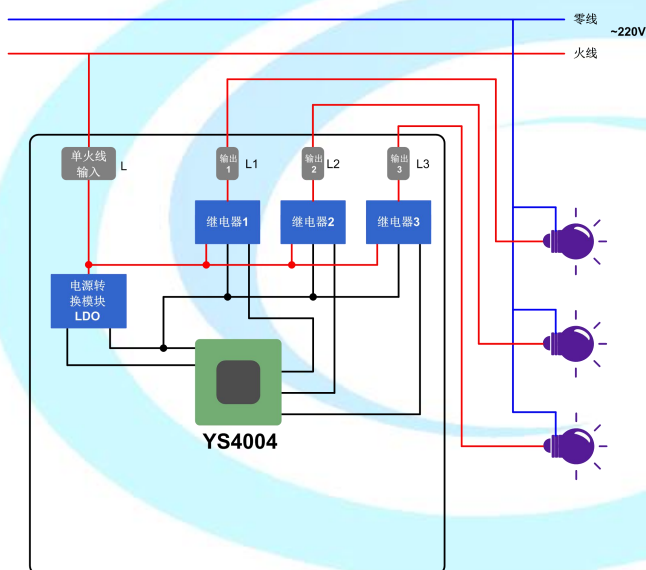 零线
~220V
火线
单火线
输入
L
输出
1
L1
输出
2
L2
输出
3
L3
继电器1
继电器2
继电器3
电源转
换模块
LDO
YS4004